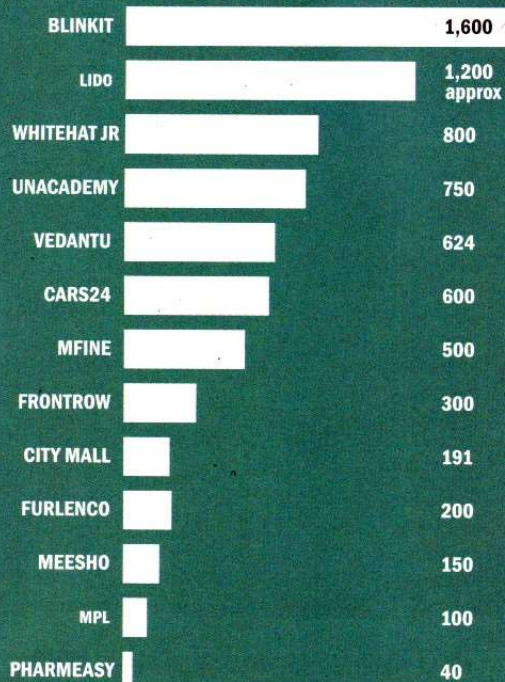 BLINKIT 1,600
LIDO 1,200
approx
WHITEHAT JR 800
UNACADEMY 750
VEDANTU 624
CARS24 600
MFINE 500
FRONTROW 300
CITY MALL 191
FURLENCO 200
MEESHO 150
MPL 100
PHARMEASY 40